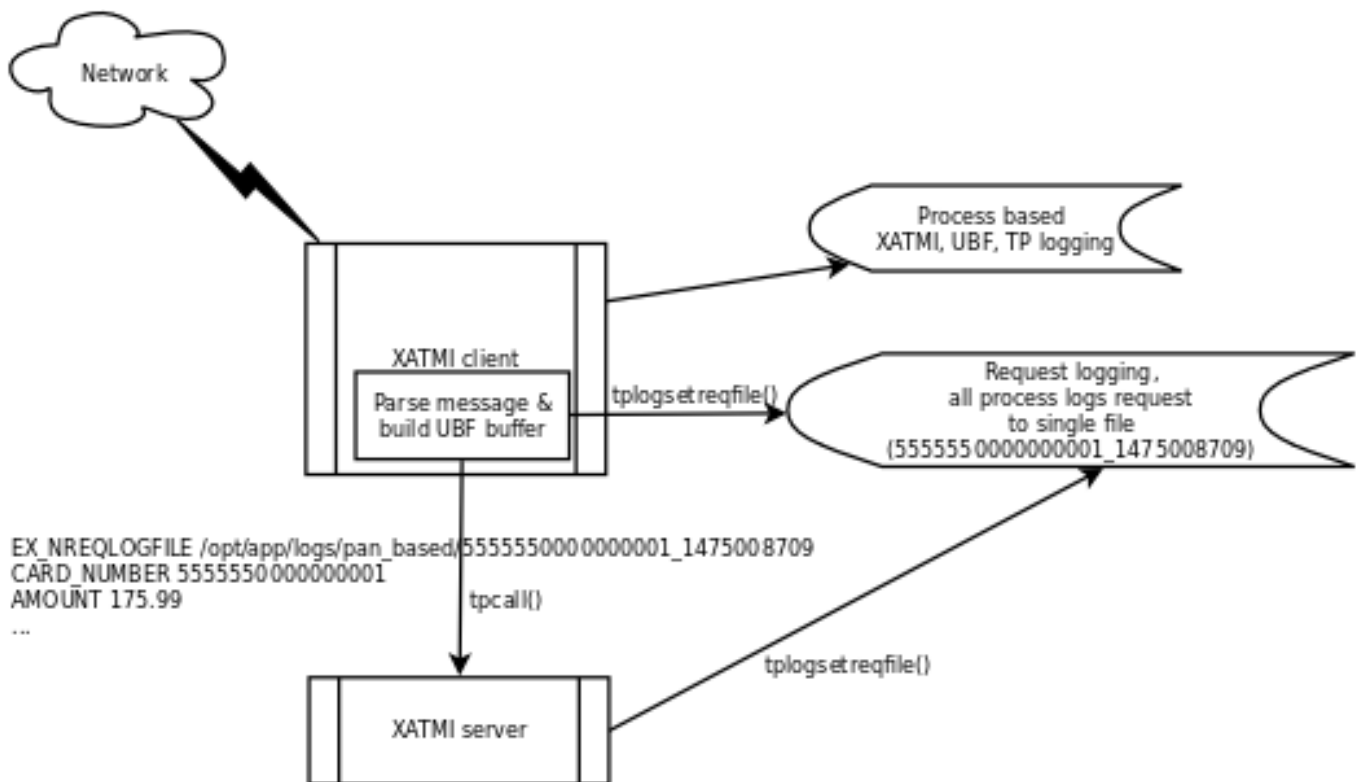 Network
Process based
XATMI, UBF, TP logging
XATMI client
Parse message &
build UBF buffer
tplogsetreqfile()
Request logging,
all process logs request
to single file
(5555550000000001_1475008709)
EX_NREQLOGFILE /opt/app/logs/pan_based/5555550000000001_1475008709
CARD_NUMBER 5555550000000001
AMOUNT 175.99
...
tpcall()
tplogsetreqfile()
XATMI server